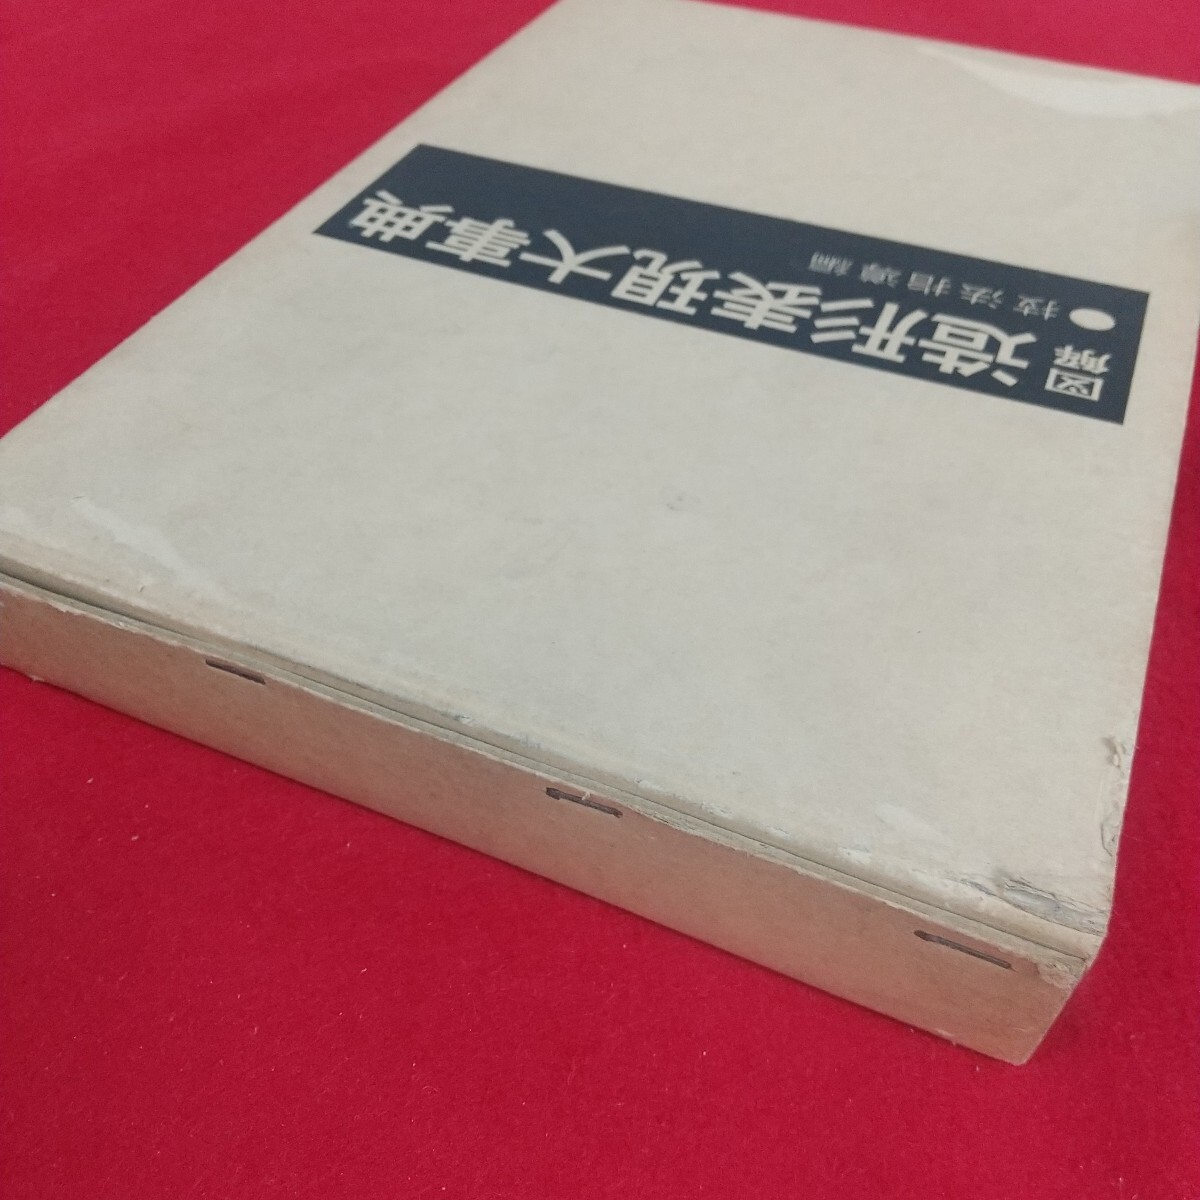 図解
造形表現大事典
●技法指導編